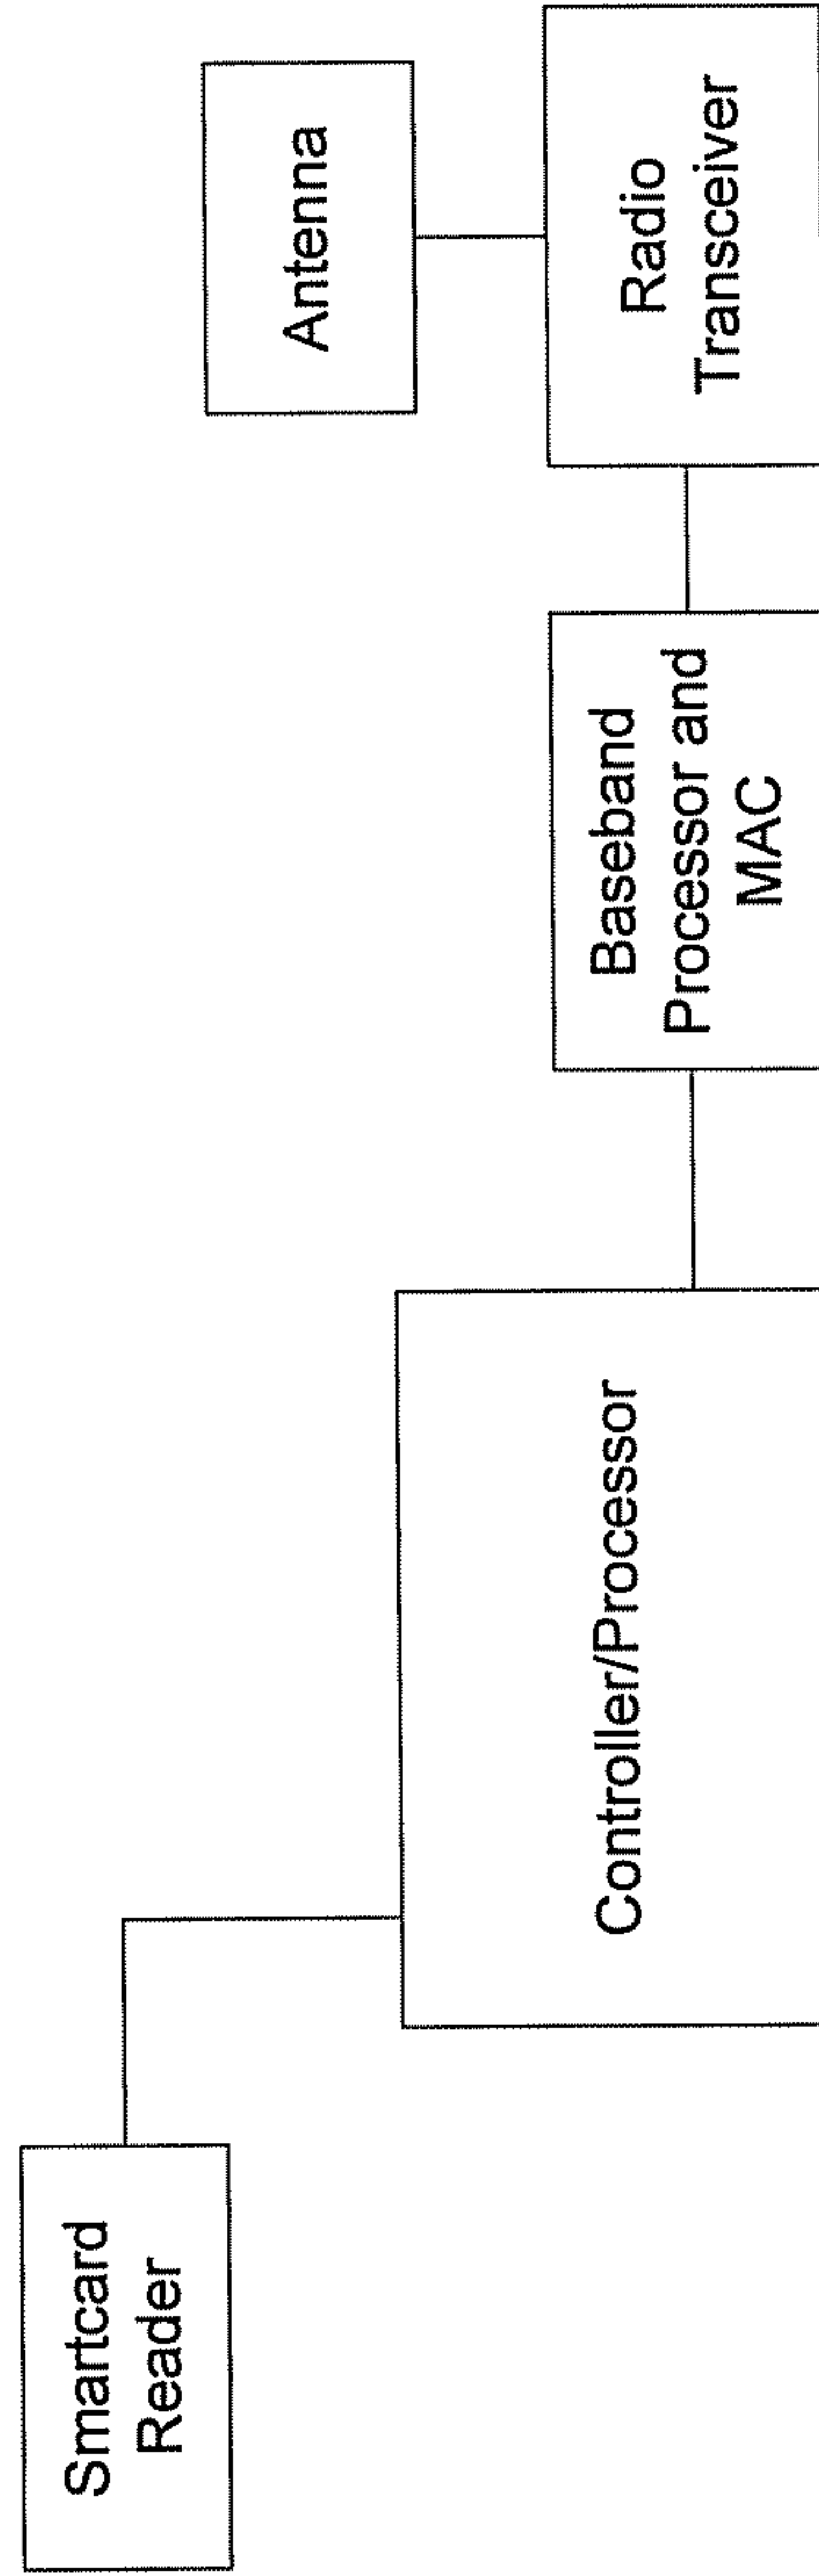 Smartcard
Reader
Controller/Processor
Baseband
Processor and
MAC
Antenna
Radio
Transceiver